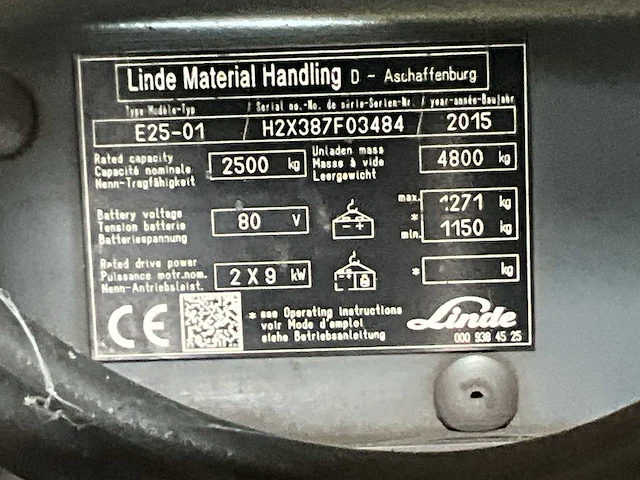 Linde Material Handling D - Aschaffenburg
Type-Modèle-Typ / Serial no.-No. de série-Serien-Nr. / year-année-Baujahr
E25-01 / H2X387F03484 / 2015
Rated capacity
Capacité nominale
Nenn-Tragfähigkeit
2500 kg
Unladen mass
Masse à vide
Leergewicht
4800 kg
Battery voltage
Tension batterie
Batteriespannung
80 V
- +
max. 1271 kg
*
min. 1150 kg
Rated drive power
Puissance motr.nom.
Nenn-Antriebsleist.
2 X 9 kW
* kg
CE
* see Operating Instructions
voir Mode d'emploi
siehe Betriebsanleitung
Linde
000 938 45 25